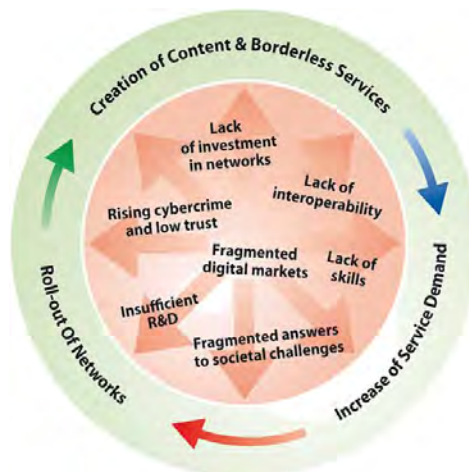 Creation of Content & Borderless Services
Lack
of investment
in networks
Lack of
interoperability
Rising cybercrime
and low trust
Fragmented
digital markets
Lack of
skills
Insufficient
R&D
Fragmented answers
to societal challenges
Increase of Service Demand
Roll-out Of Networks